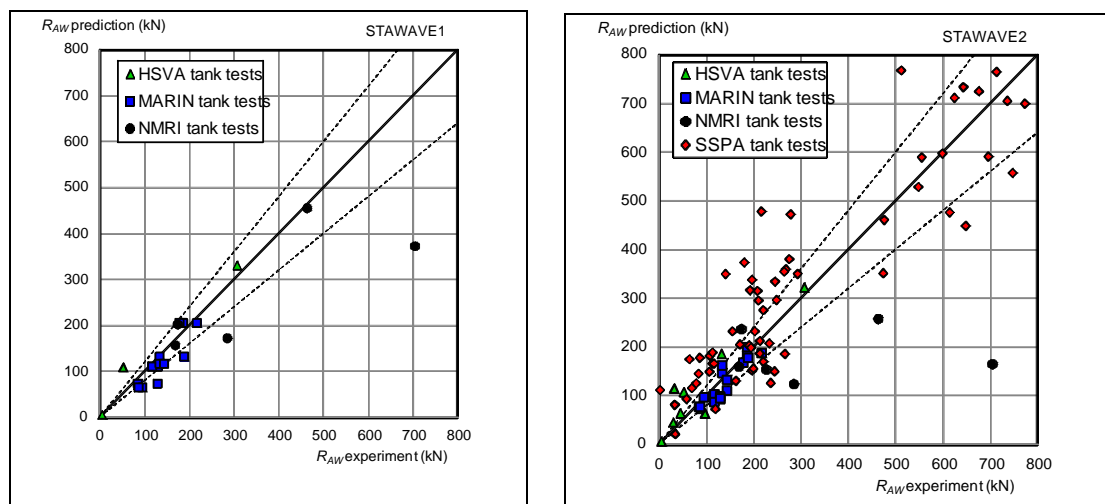 R_AW prediction (kN)
STAWAVE1
800
700
600
500
400
300
200
100
0
HSVA tank tests
MARIN tank tests
NMRI tank tests
0 100 200 300 400 500 600 700 800
R_AW experiment (kN)
R_AW prediction (kN)
STAWAVE2
800
700
600
500
400
300
200
100
0
HSVA tank tests
MARIN tank tests
NMRI tank tests
SSPA tank tests
0 100 200 300 400 500 600 700 800
R_AW experiment (kN)